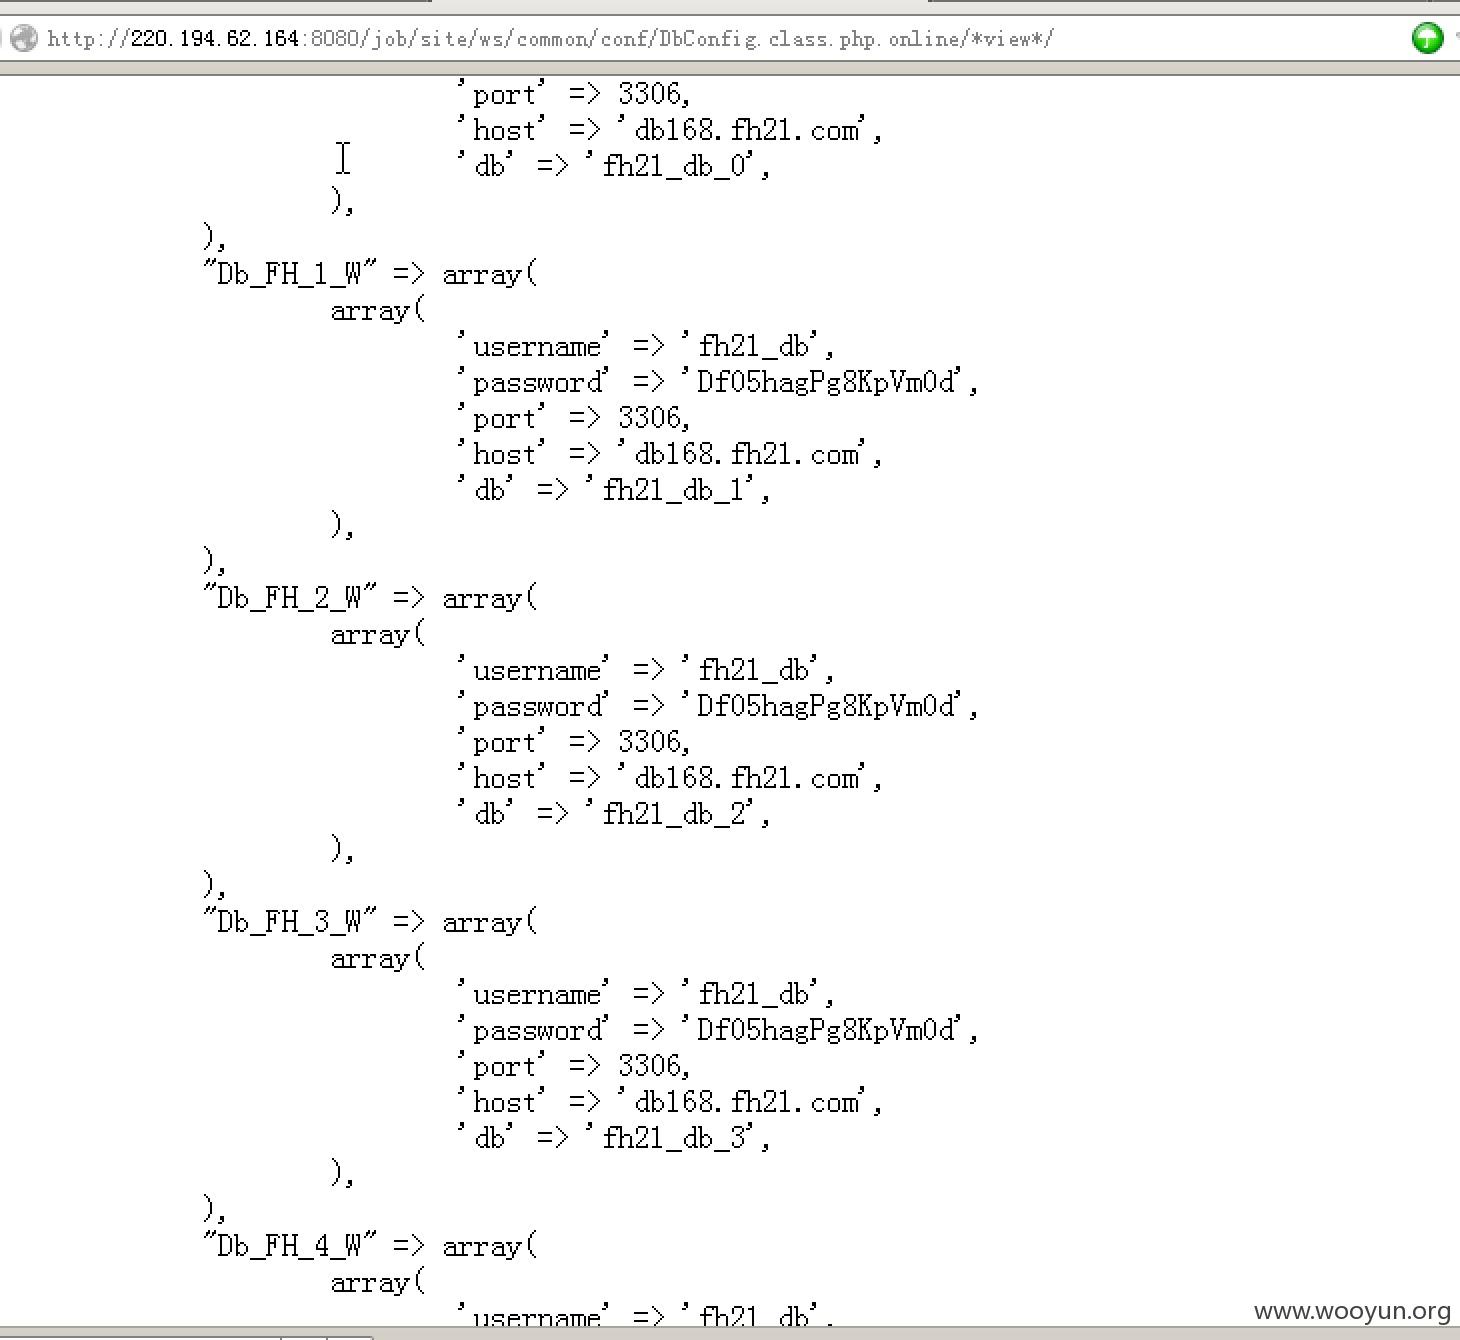 http://220.194.62.164:8080/job/site/ws/common/conf/DbConfig.class.php.online/*view*/
'port' => 3306,
'host' => 'db168.fh21.com',
'db' => 'fh21_db_0',
),
),
"Db_FH_1_W" => array(
array(
'username' => 'fh21_db',
'password' => 'Df05hagPg8KpVm0d',
'port' => 3306,
'host' => 'db168.fh21.com',
'db' => 'fh21_db_1',
),
),
"Db_FH_2_W" => array(
array(
'username' => 'fh21_db',
'password' => 'Df05hagPg8KpVm0d',
'port' => 3306,
'host' => 'db168.fh21.com',
'db' => 'fh21_db_2',
),
),
"Db_FH_3_W" => array(
array(
'username' => 'fh21_db',
'password' => 'Df05hagPg8KpVm0d',
'port' => 3306,
'host' => 'db168.fh21.com',
'db' => 'fh21_db_3',
),
),
"Db_FH_4_W" => array(
array(
'username' => 'fh21_db',
www.wooyun.org